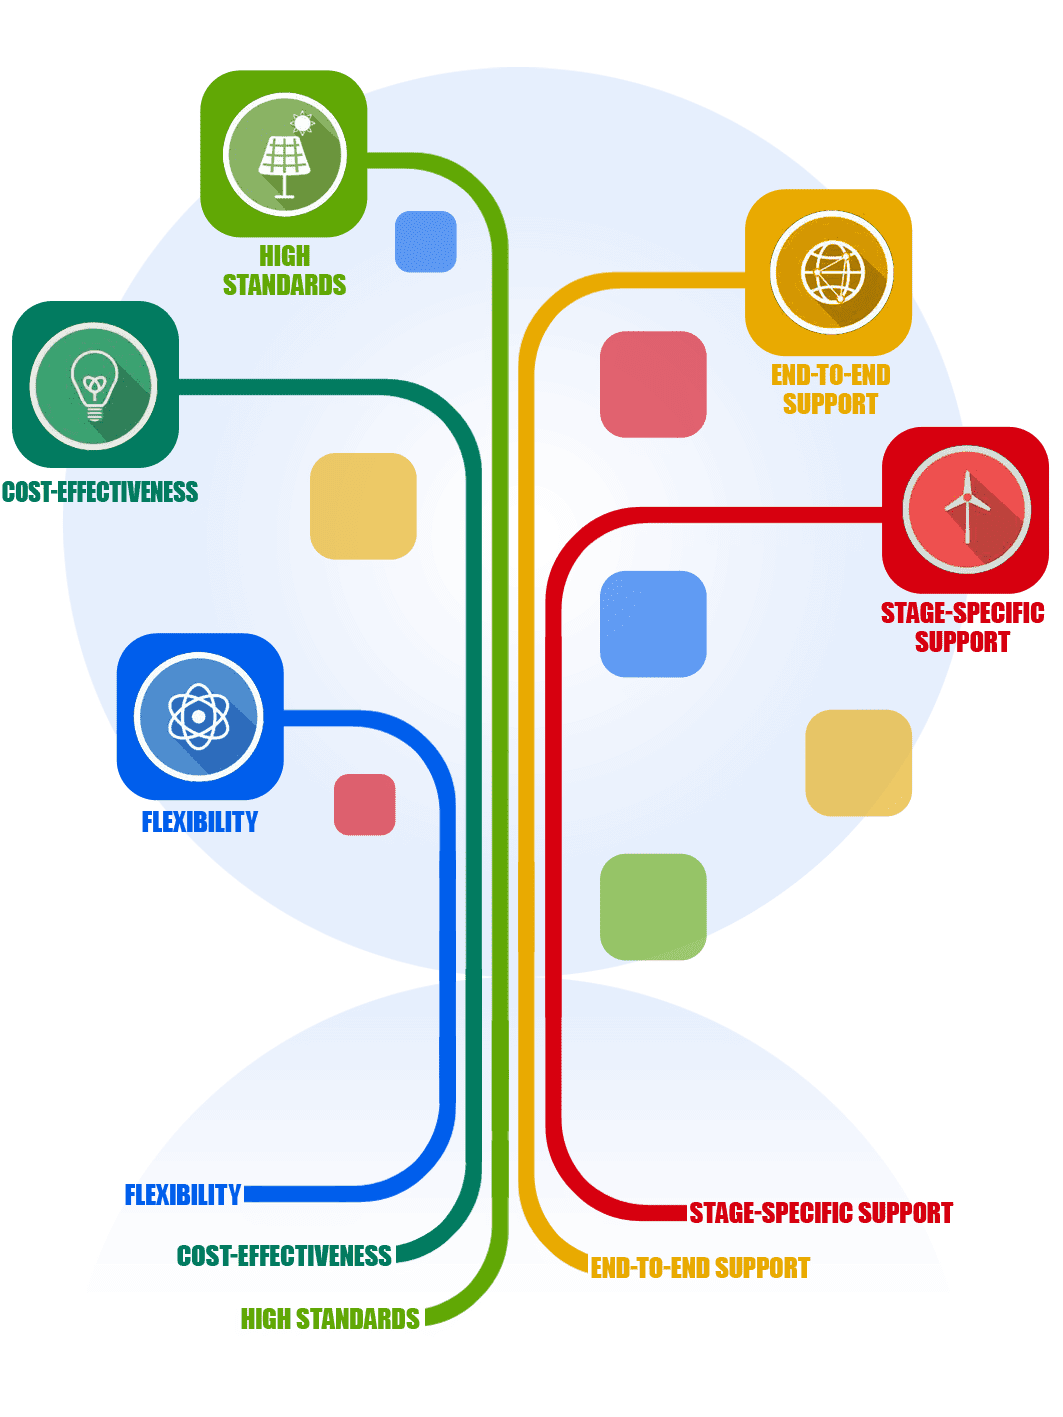 HIGH
STANDARDS
END-TO-END
SUPPORT
COST-EFFECTIVENESS
STAGE-SPECIFIC
SUPPORT
FLEXIBILITY
FLEXIBILITY
STAGE-SPECIFIC SUPPORT
COST-EFFECTIVENESS
END-TO-END SUPPORT
HIGH STANDARDS